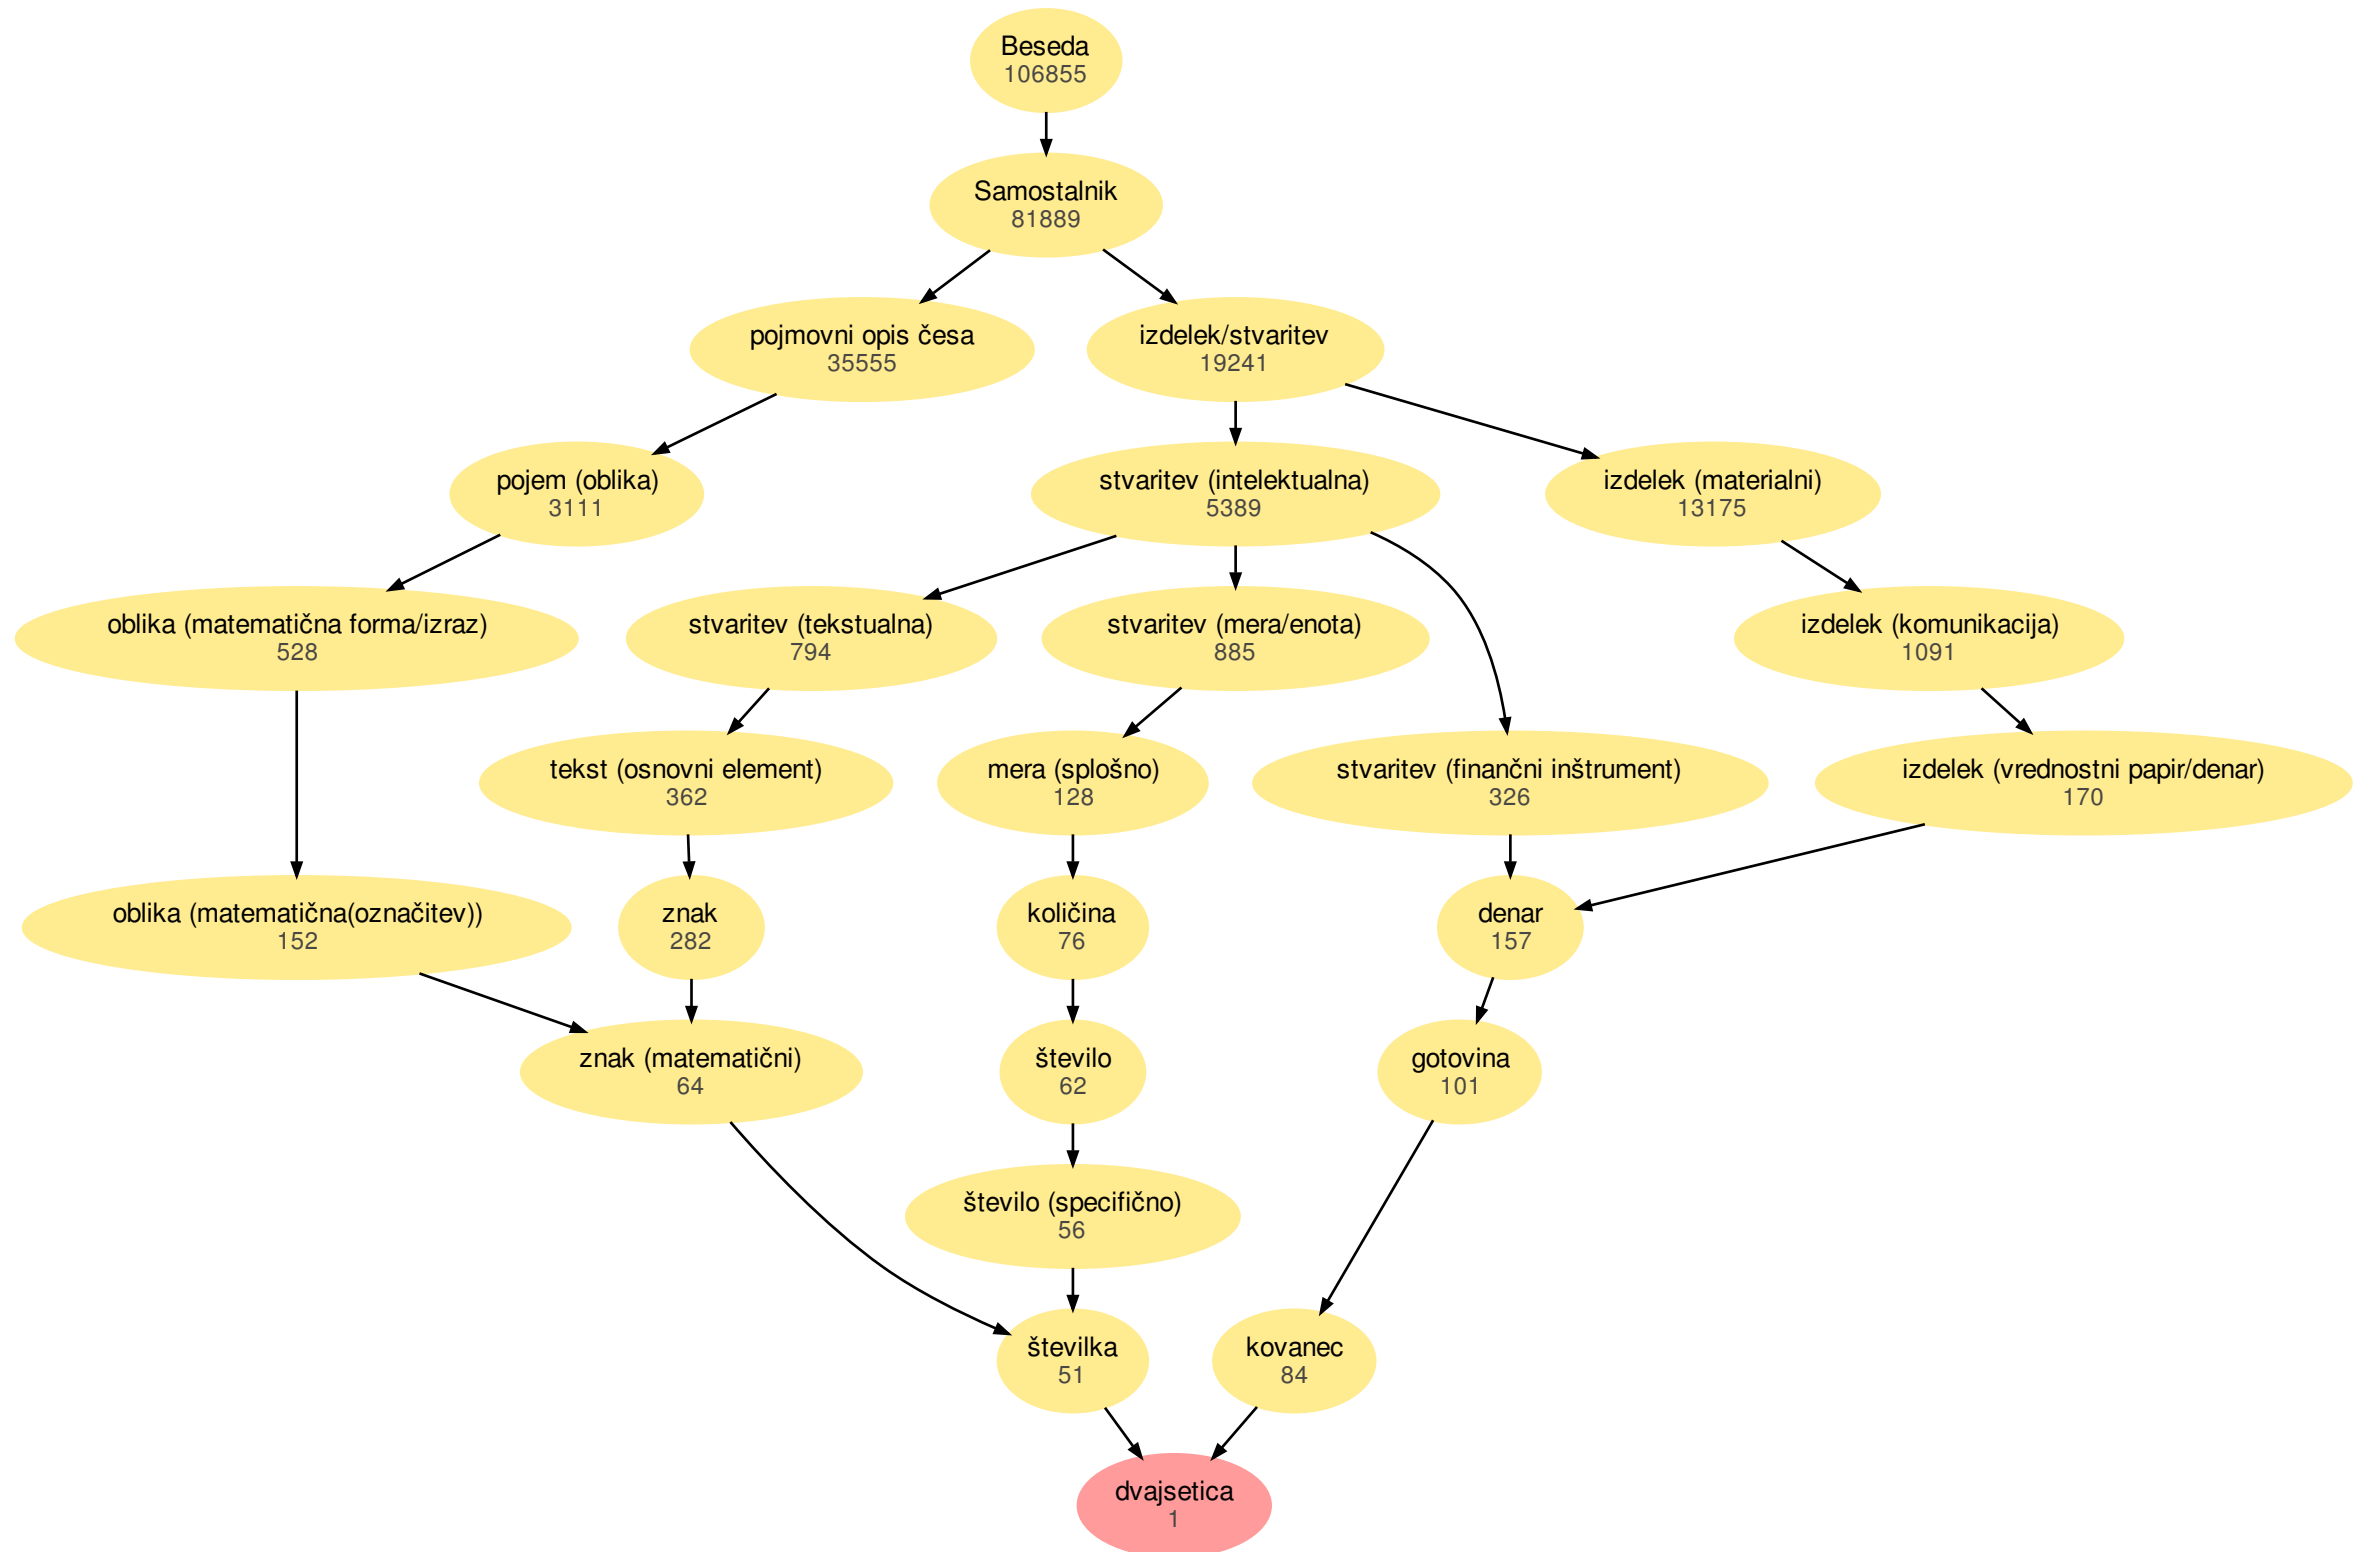 Beseda
106855
Samostalnik
81889
pojmovni opis česa
35555
izdelek/stvaritev
19241
pojem (oblika)
3111
stvaritev (intelektualna)
5389
izdelek (materialni)
13175
oblika (matematična forma/izraz)
528
stvaritev (tekstualna)
794
stvaritev (mera/enota)
885
izdelek (komunikacija)
1091
tekst (osnovni element)
362
mera (splošno)
128
stvaritev (finančni inštrument)
326
izdelek (vrednostni papir/denar)
170
oblika (matematična(označitev))
152
znak
282
količina
76
denar
157
znak (matematični)
64
število
62
gotovina
101
število (specifično)
56
številka
51
kovanec
84
dvajsetica
1